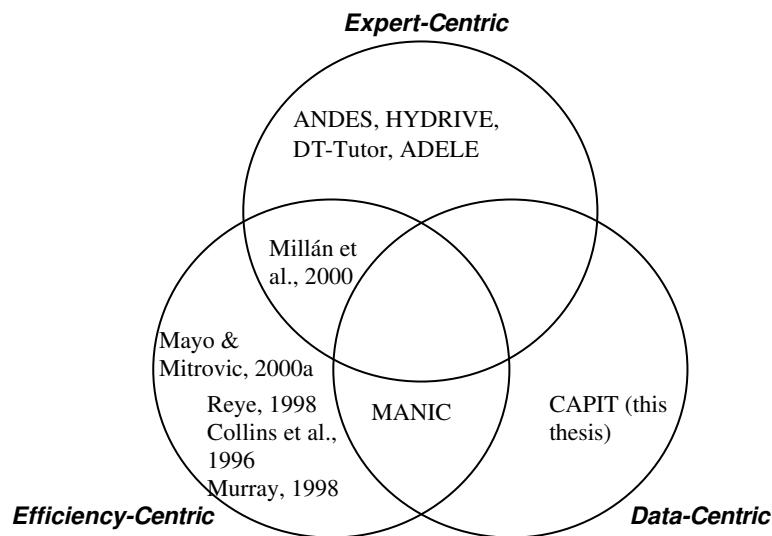 Expert-Centric
ANDES, HYDRIVE,
DT-Tutor, ADELE
Millán et
al., 2000
Mayo &
Mitrovic, 2000a
Reye, 1998
Collins et al.,
1996
Murray, 1998
MANIC
CAPIT (this
thesis)
Efficiency-Centric
Data-Centric